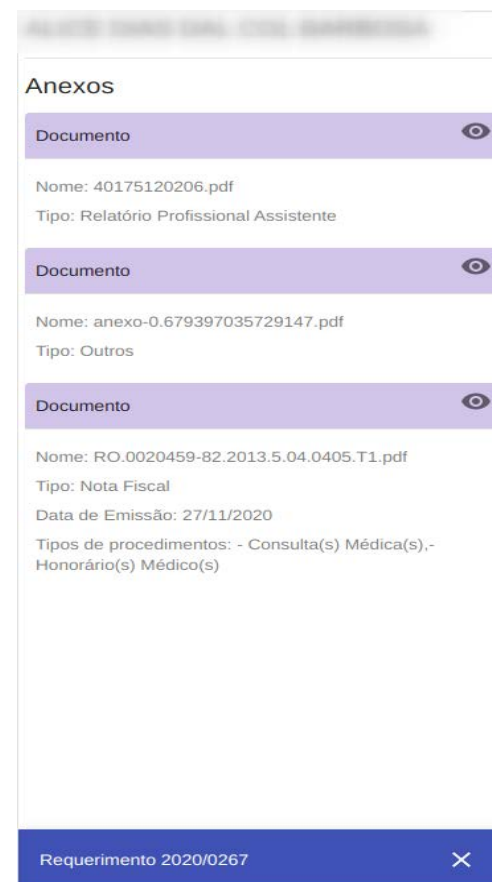 Anexos
Documento
Nome: 40175120206.pdf
Tipo: Relatório Profissional Assistente
Documento
Nome: anexo-0.679397035729147.pdf
Tipo: Outros
Documento
Nome: RO.0020459-82.2013.5.04.0405.T1.pdf
Tipo: Nota Fiscal
Data de Emissão: 27/11/2020
Tipos de procedimentos: - Consulta(s) Médica(s),-
Honorário(s) Médico(s)
Requerimento 2020/0267